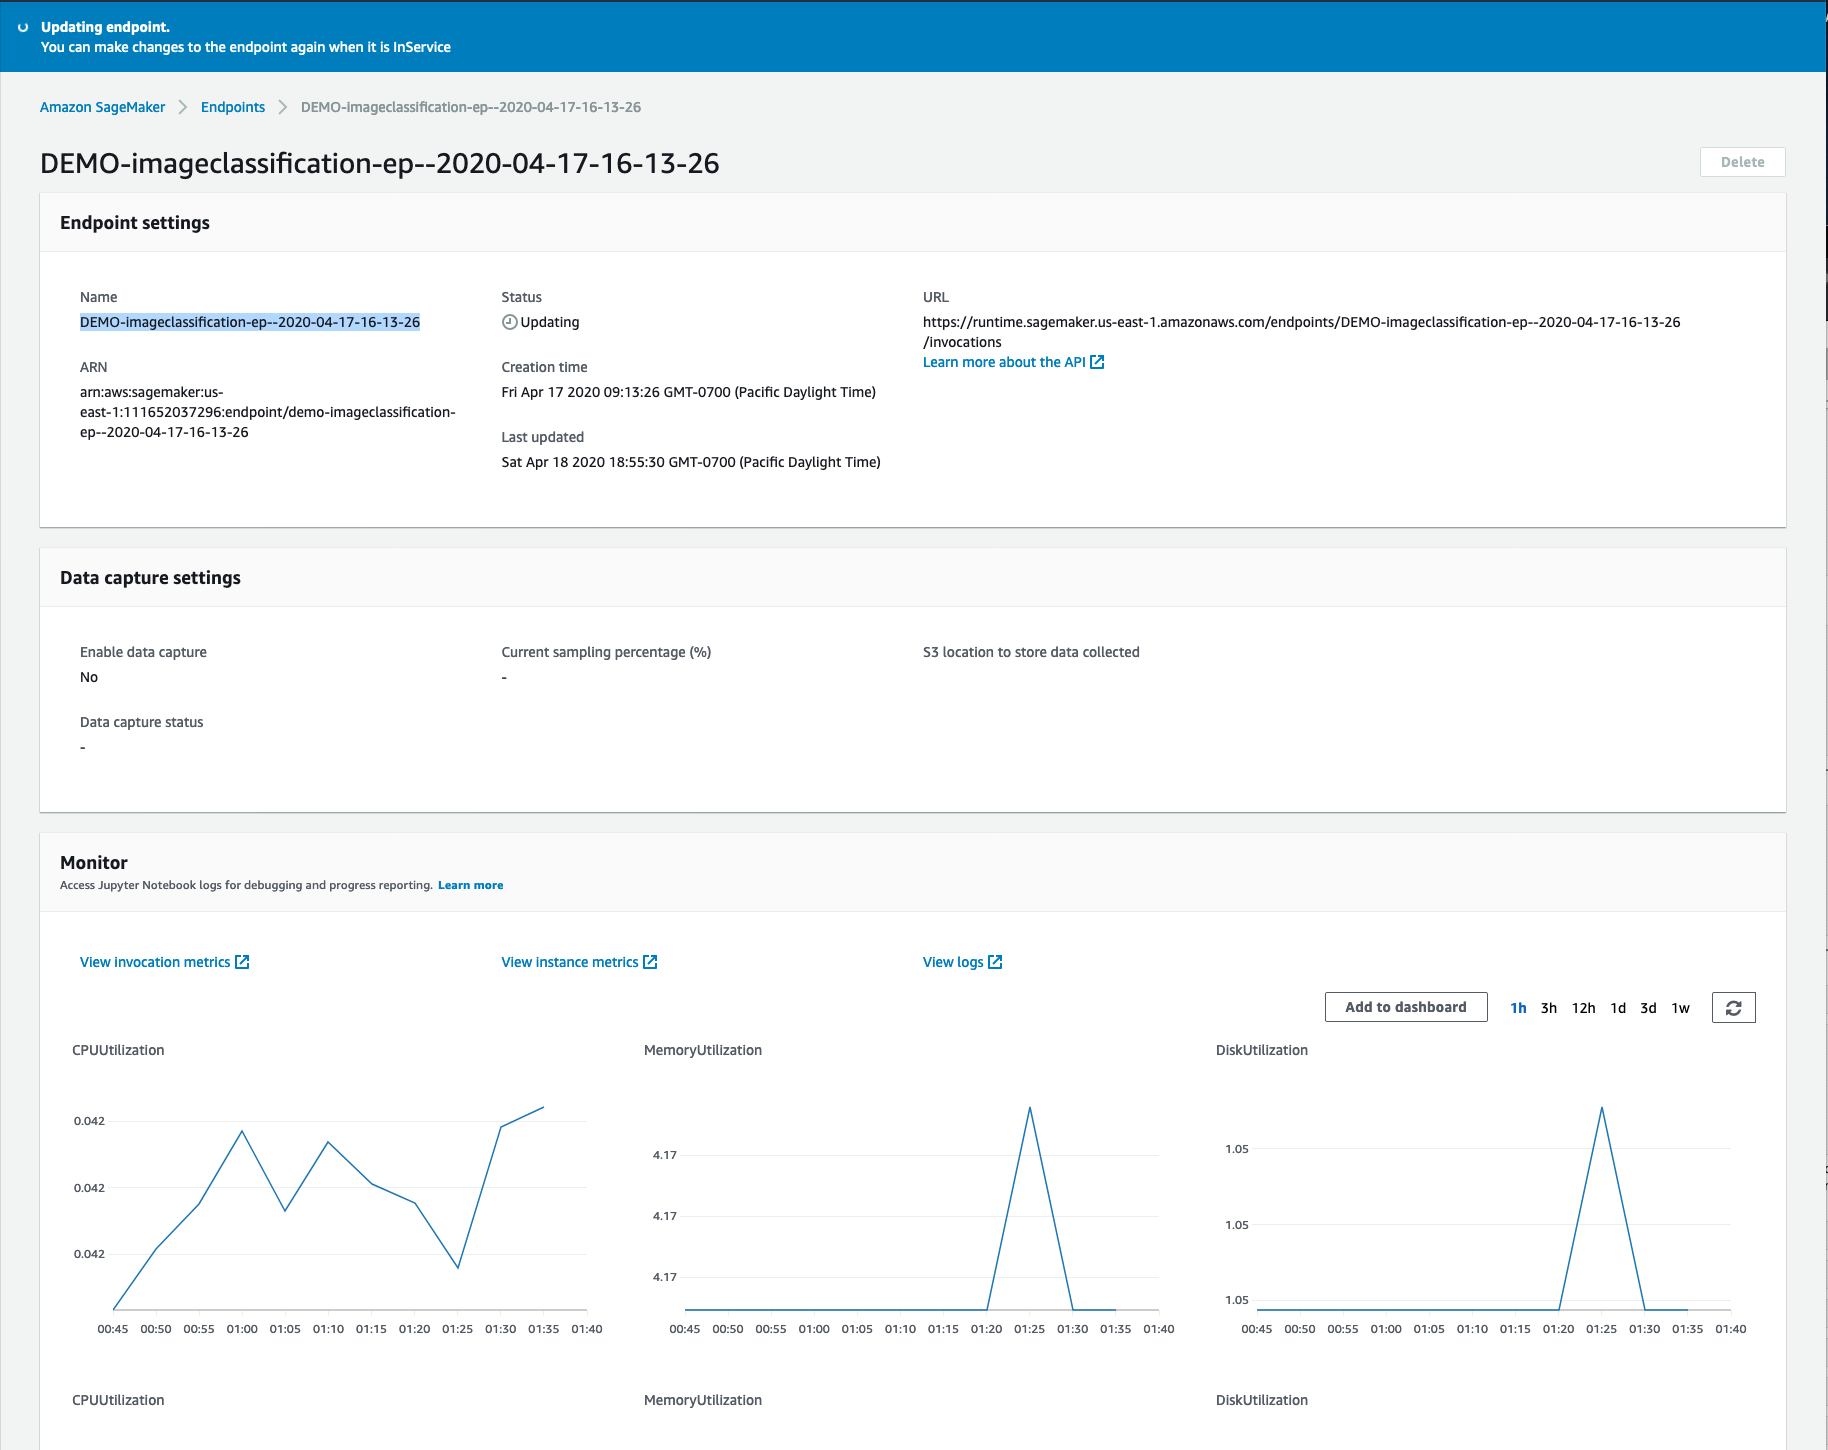 Updating endpoint.
You can make changes to the endpoint again when it is InService
Amazon SageMaker
Endpoints
DEMO-imageclassification-ep--2020-04-17-16-13-26
DEMO-imageclassification-ep--2020-04-17-16-13-26
Delete
Endpoint settings
Name
DEMO-imageclassification-ep--2020-04-17-16-13-26
ARN
arn:aws:sagemaker:us-
east-1:111652037296:endpoint/demo-imageclassification-
ep--2020-04-17-16-13-26
Status
Updating
Creation time
Fri Apr 17 2020 09:13:26 GMT-0700 (Pacific Daylight Time)
Last updated
Sat Apr 18 2020 18:55:30 GMT-0700 (Pacific Daylight Time)
URL
https://runtime.sagemaker.us-east-1.amazonaws.com/endpoints/DEMO-imageclassification-ep--2020-04-17-16-13-26
/invocations
Learn more about the API
Data capture settings
Enable data capture
No
Data capture status
-
Current sampling percentage (%)
-
S3 location to store data collected
Monitor
Access Jupyter Notebook logs for debugging and progress reporting. Learn more
View invocation metrics
View instance metrics
View logs
Add to dashboard
1h 3h 12h 1d 3d 1w
CPUUtilization
0.042
0.042
0.042
00:45 00:50 00:55 01:00 01:05 01:10 01:15 01:20 01:25 01:30 01:35 01:40
MemoryUtilization
4.17
4.17
4.17
00:45 00:50 00:55 01:00 01:05 01:10 01:15 01:20 01:25 01:30 01:35 01:40
DiskUtilization
1.05
1.05
1.05
00:45 00:50 00:55 01:00 01:05 01:10 01:15 01:20 01:25 01:30 01:35 01:40
CPUUtilization
MemoryUtilization
DiskUtilization